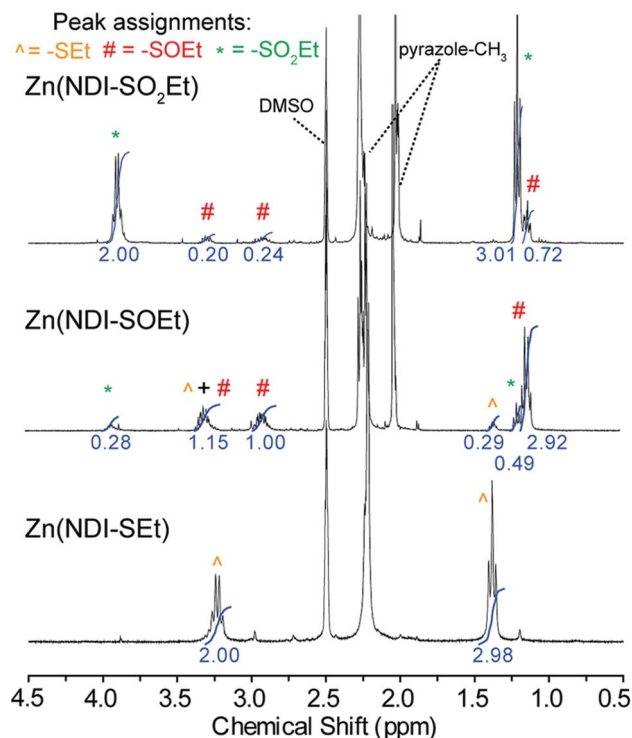 Peak assignments:
^ = -SEt # = -SOEt * = -SO₂Et
Zn(NDI-SO₂Et)
pyrazole-CH₃
DMSO
*
*
#
#
#
2.00
0.20
0.24
3.01
0.72
Zn(NDI-SOEt)
#
*
^ + #
#
^
*
0.28
1.15
1.00
0.29
0.49
2.92
Zn(NDI-SEt)
^
^
2.00
2.98
4.5 4.0 3.5 3.0 2.5 2.0 1.5 1.0 0.5
Chemical Shift (ppm)